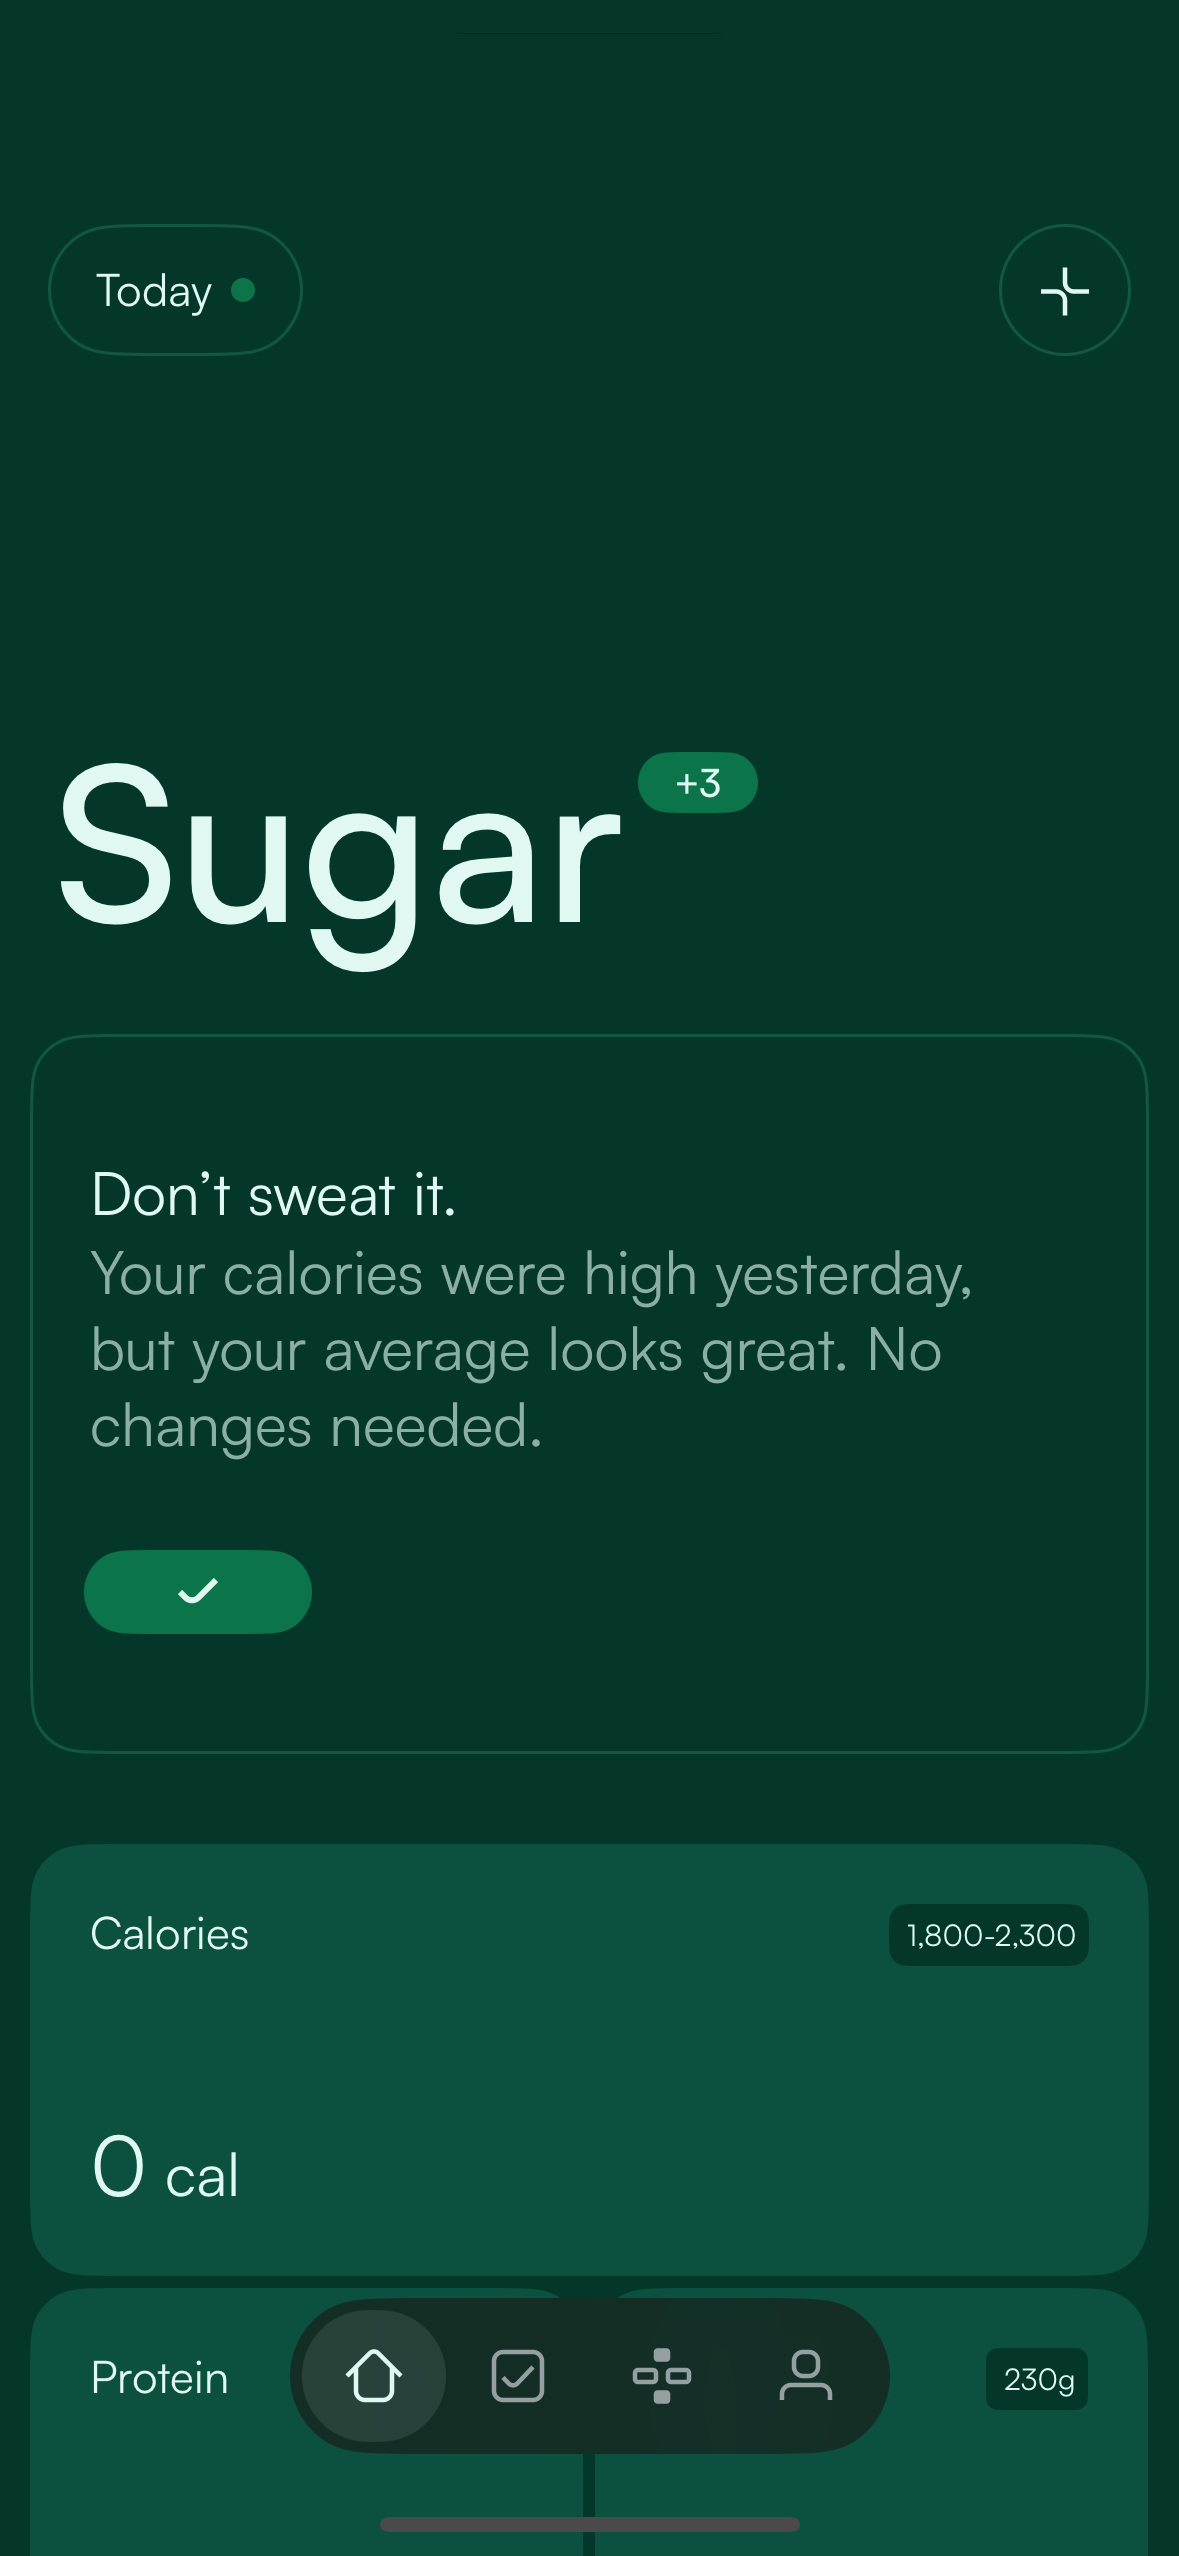 Today
Sugar +3
Don’t sweat it.
Your calories were high yesterday,
but your average looks great. No
changes needed.
Calories 1,800-2,300
0 cal
Protein 230g